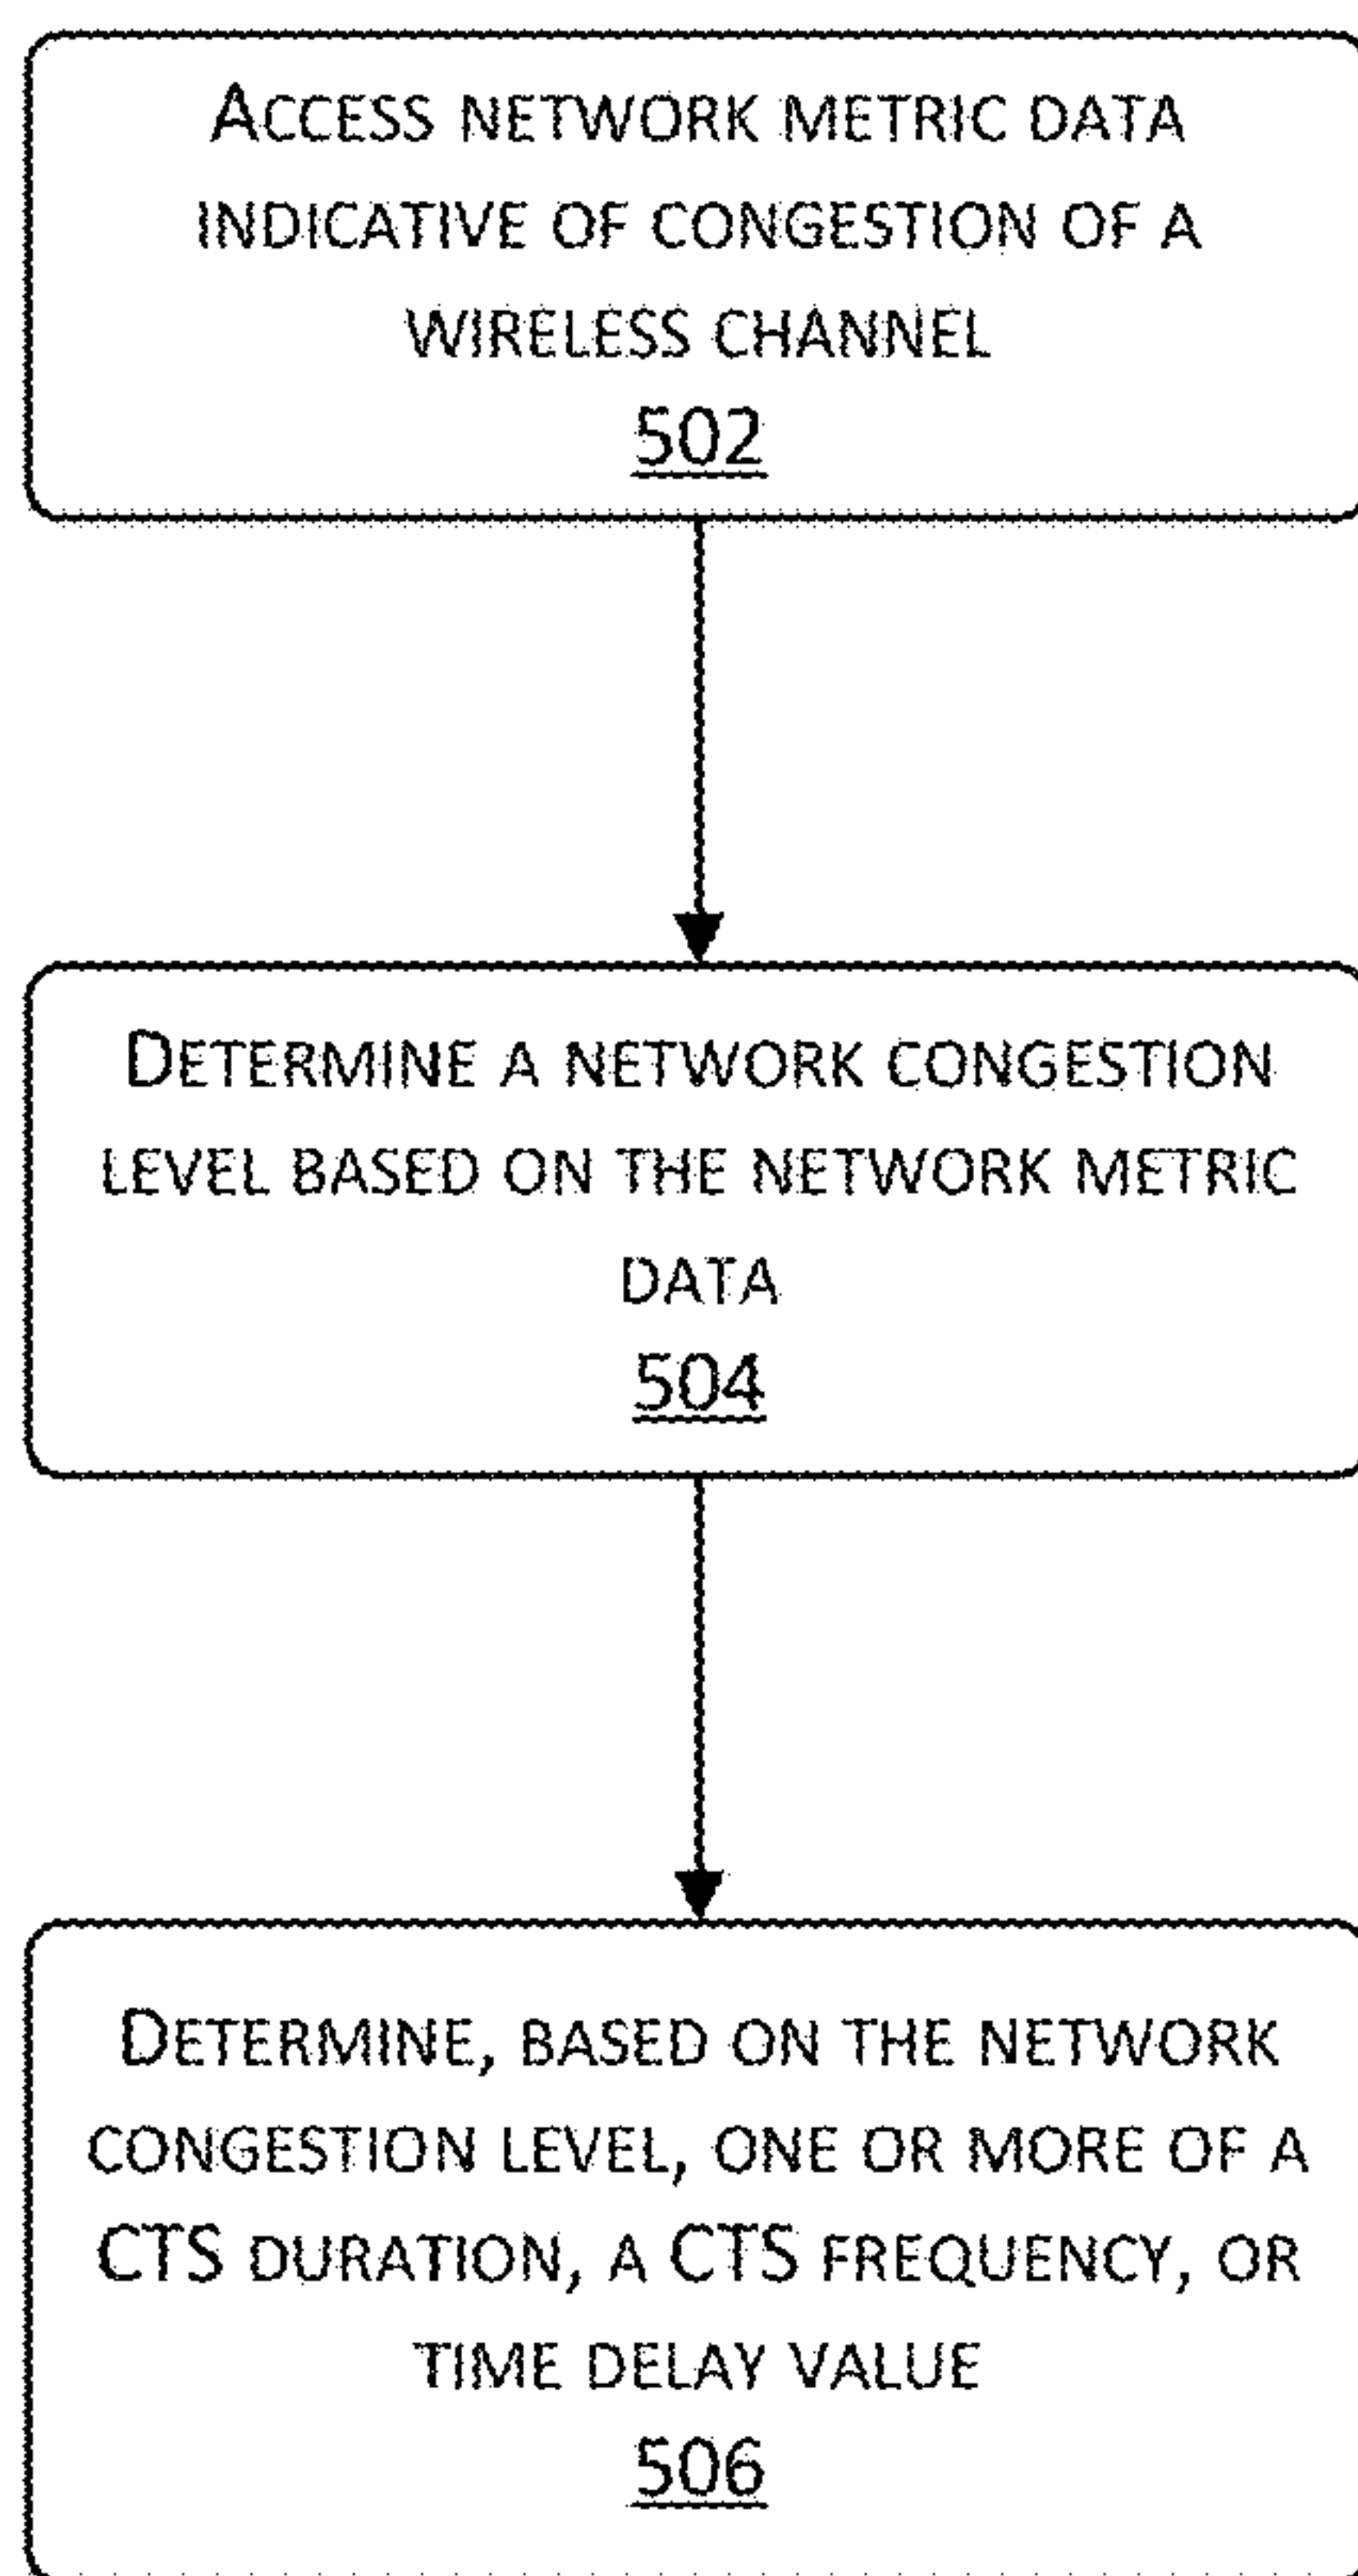 ACCESS NETWORK METRIC DATA
INDICATIVE OF CONGESTION OF A
WIRELESS CHANNEL
502
DETERMINE A NETWORK CONGESTION
LEVEL BASED ON THE NETWORK METRIC
DATA
504
DETERMINE, BASED ON THE NETWORK
CONGESTION LEVEL, ONE OR MORE OF A
CTS DURATION, A CTS FREQUENCY, OR
TIME DELAY VALUE
506